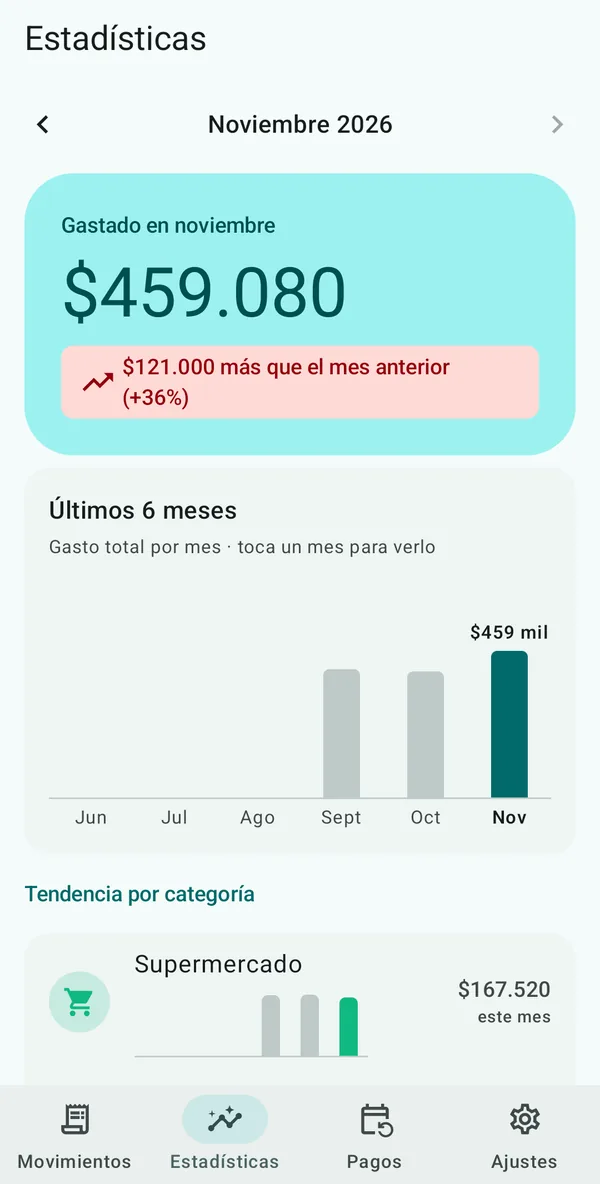 Estadísticas
Noviembre 2026
Gastado en noviembre
$459.080
$121.000 más que el mes anterior
(+36%)
Últimos 6 meses
Gasto total por mes · toca un mes para verlo
$459 mil
Jun Jul Ago Sept Oct Nov
Tendencia por categoría
Supermercado
$167.520
este mes
Movimientos Estadísticas Pagos Ajustes